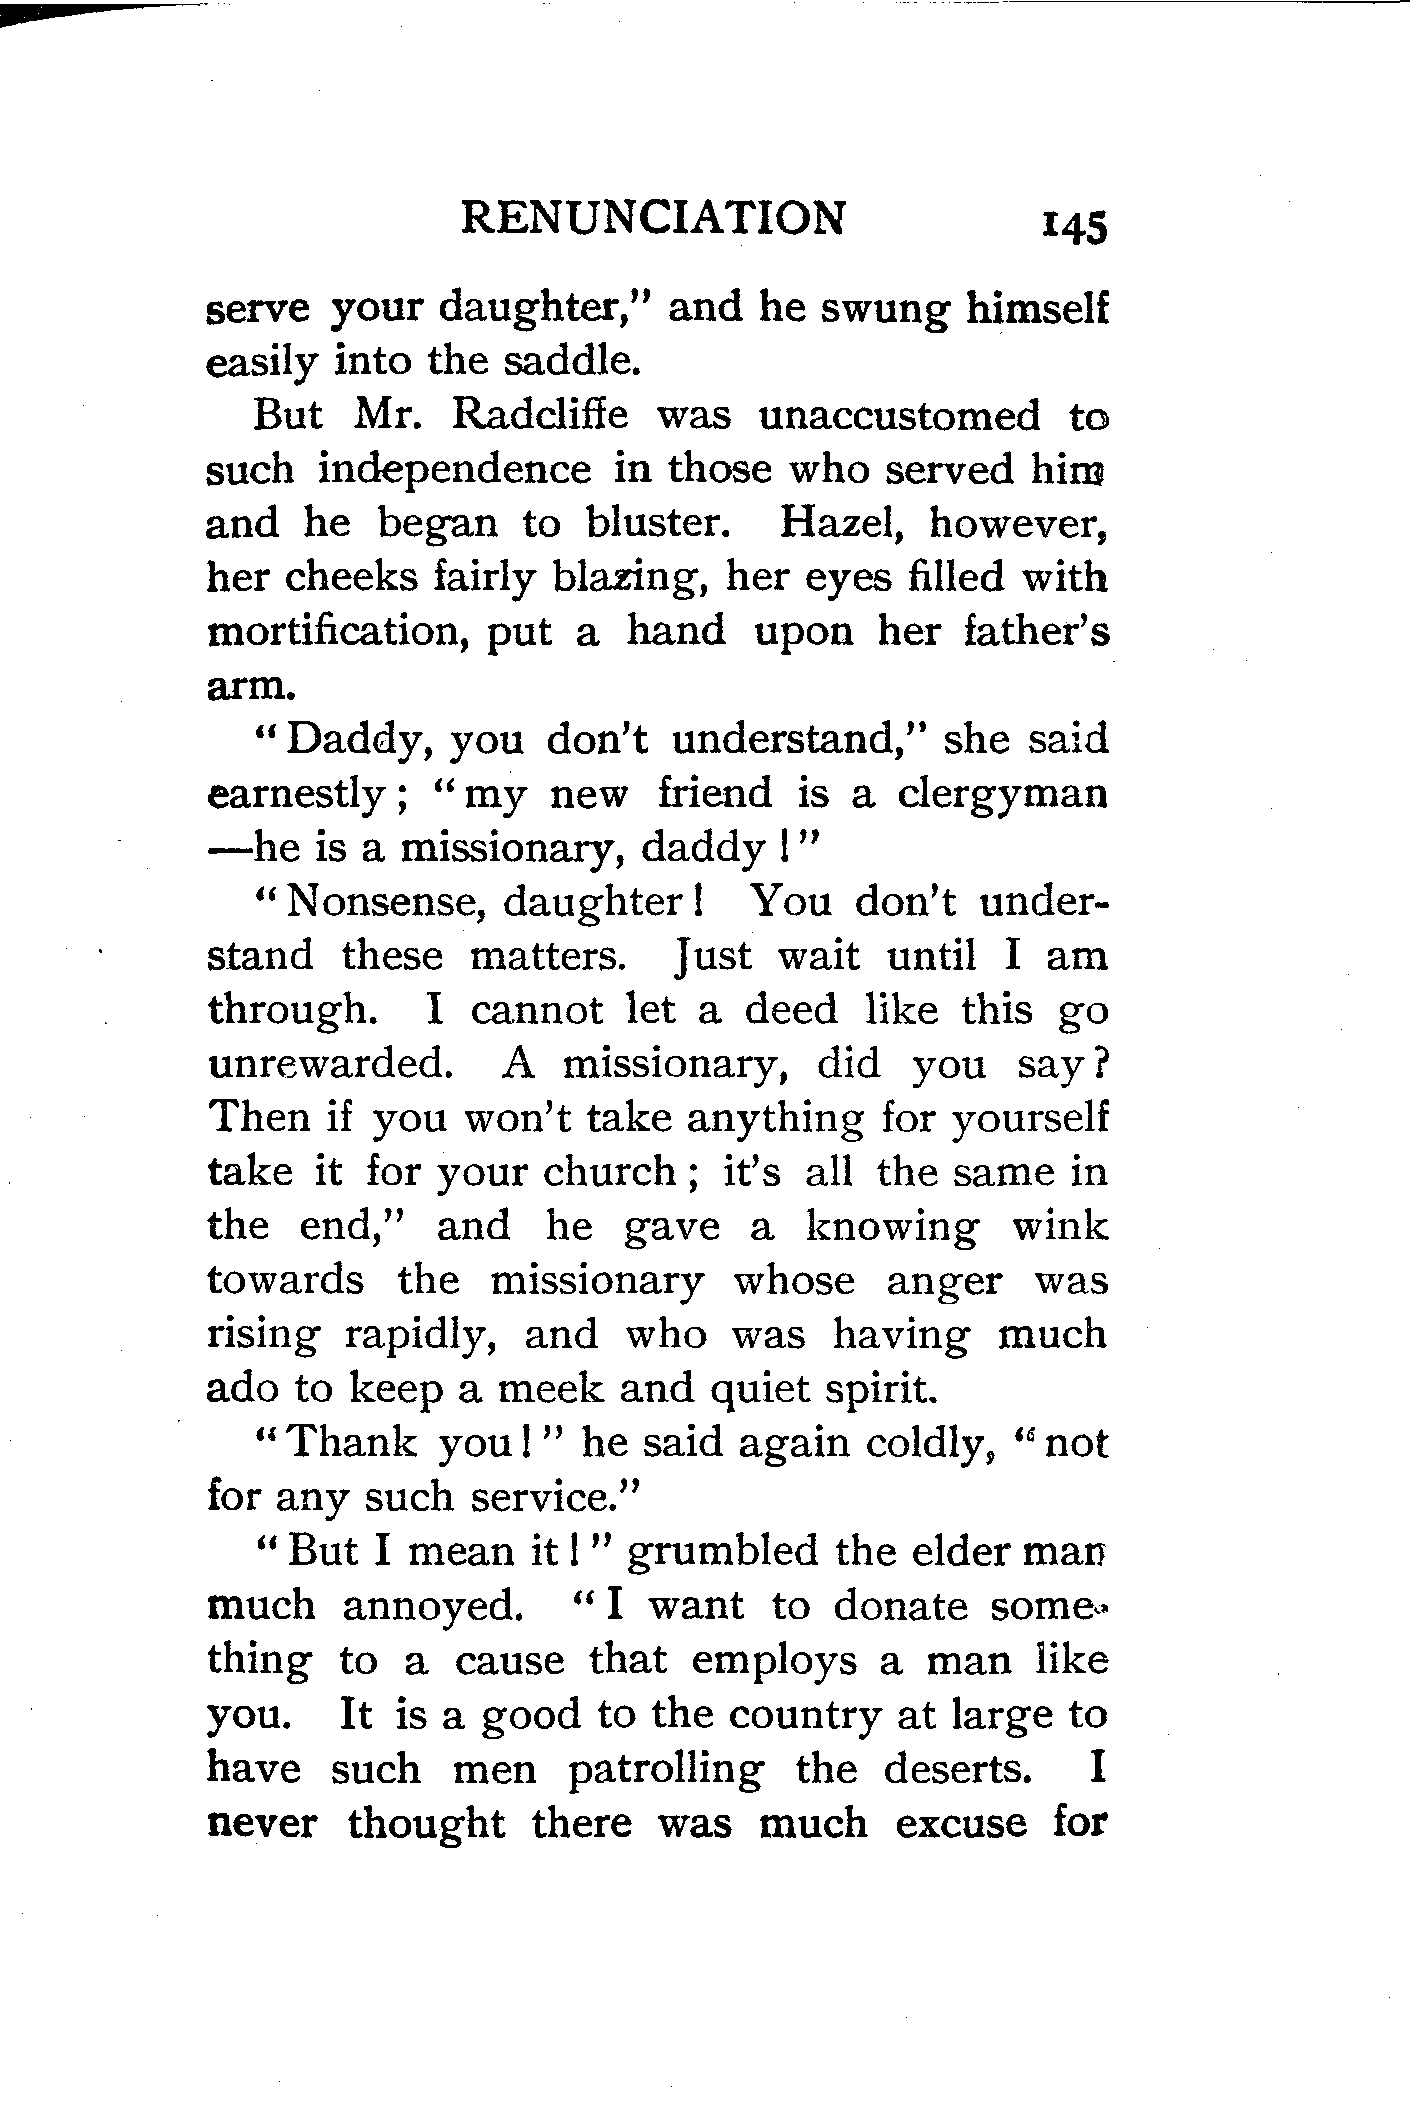 RENUNCIATION 145
serve your daughter," and he swung himself
easily into the saddle.
But Mr. Radcliffe was unaccustomed to
such independence in those who served him
and he began to bluster. Hazel, however,
her cheeks fairly blazing, her eyes filled with
mortification, put a hand upon her father's
arm.
"Daddy, you don't understand," she said
earnestly; "my new friend is a clergyman
—he is a missionary, daddy!"
"Nonsense, daughter! You don't under-
stand these matters. Just wait until I am
through. I cannot let a deed like this go
unrewarded. A missionary, did you say?
Then if you won't take anything for yourself
take it for your church; it's all the same in
the end," and he gave a knowing wink
towards the missionary whose anger was
rising rapidly, and who was having much
ado to keep a meek and quiet spirit.
"Thank you!" he said again coldly, "not
for any such service."
"But I mean it!" grumbled the elder man
much annoyed. "I want to donate some-
thing to a cause that employs a man like
you. It is a good to the country at large to
have such men patrolling the deserts. I
never thought there was much excuse for